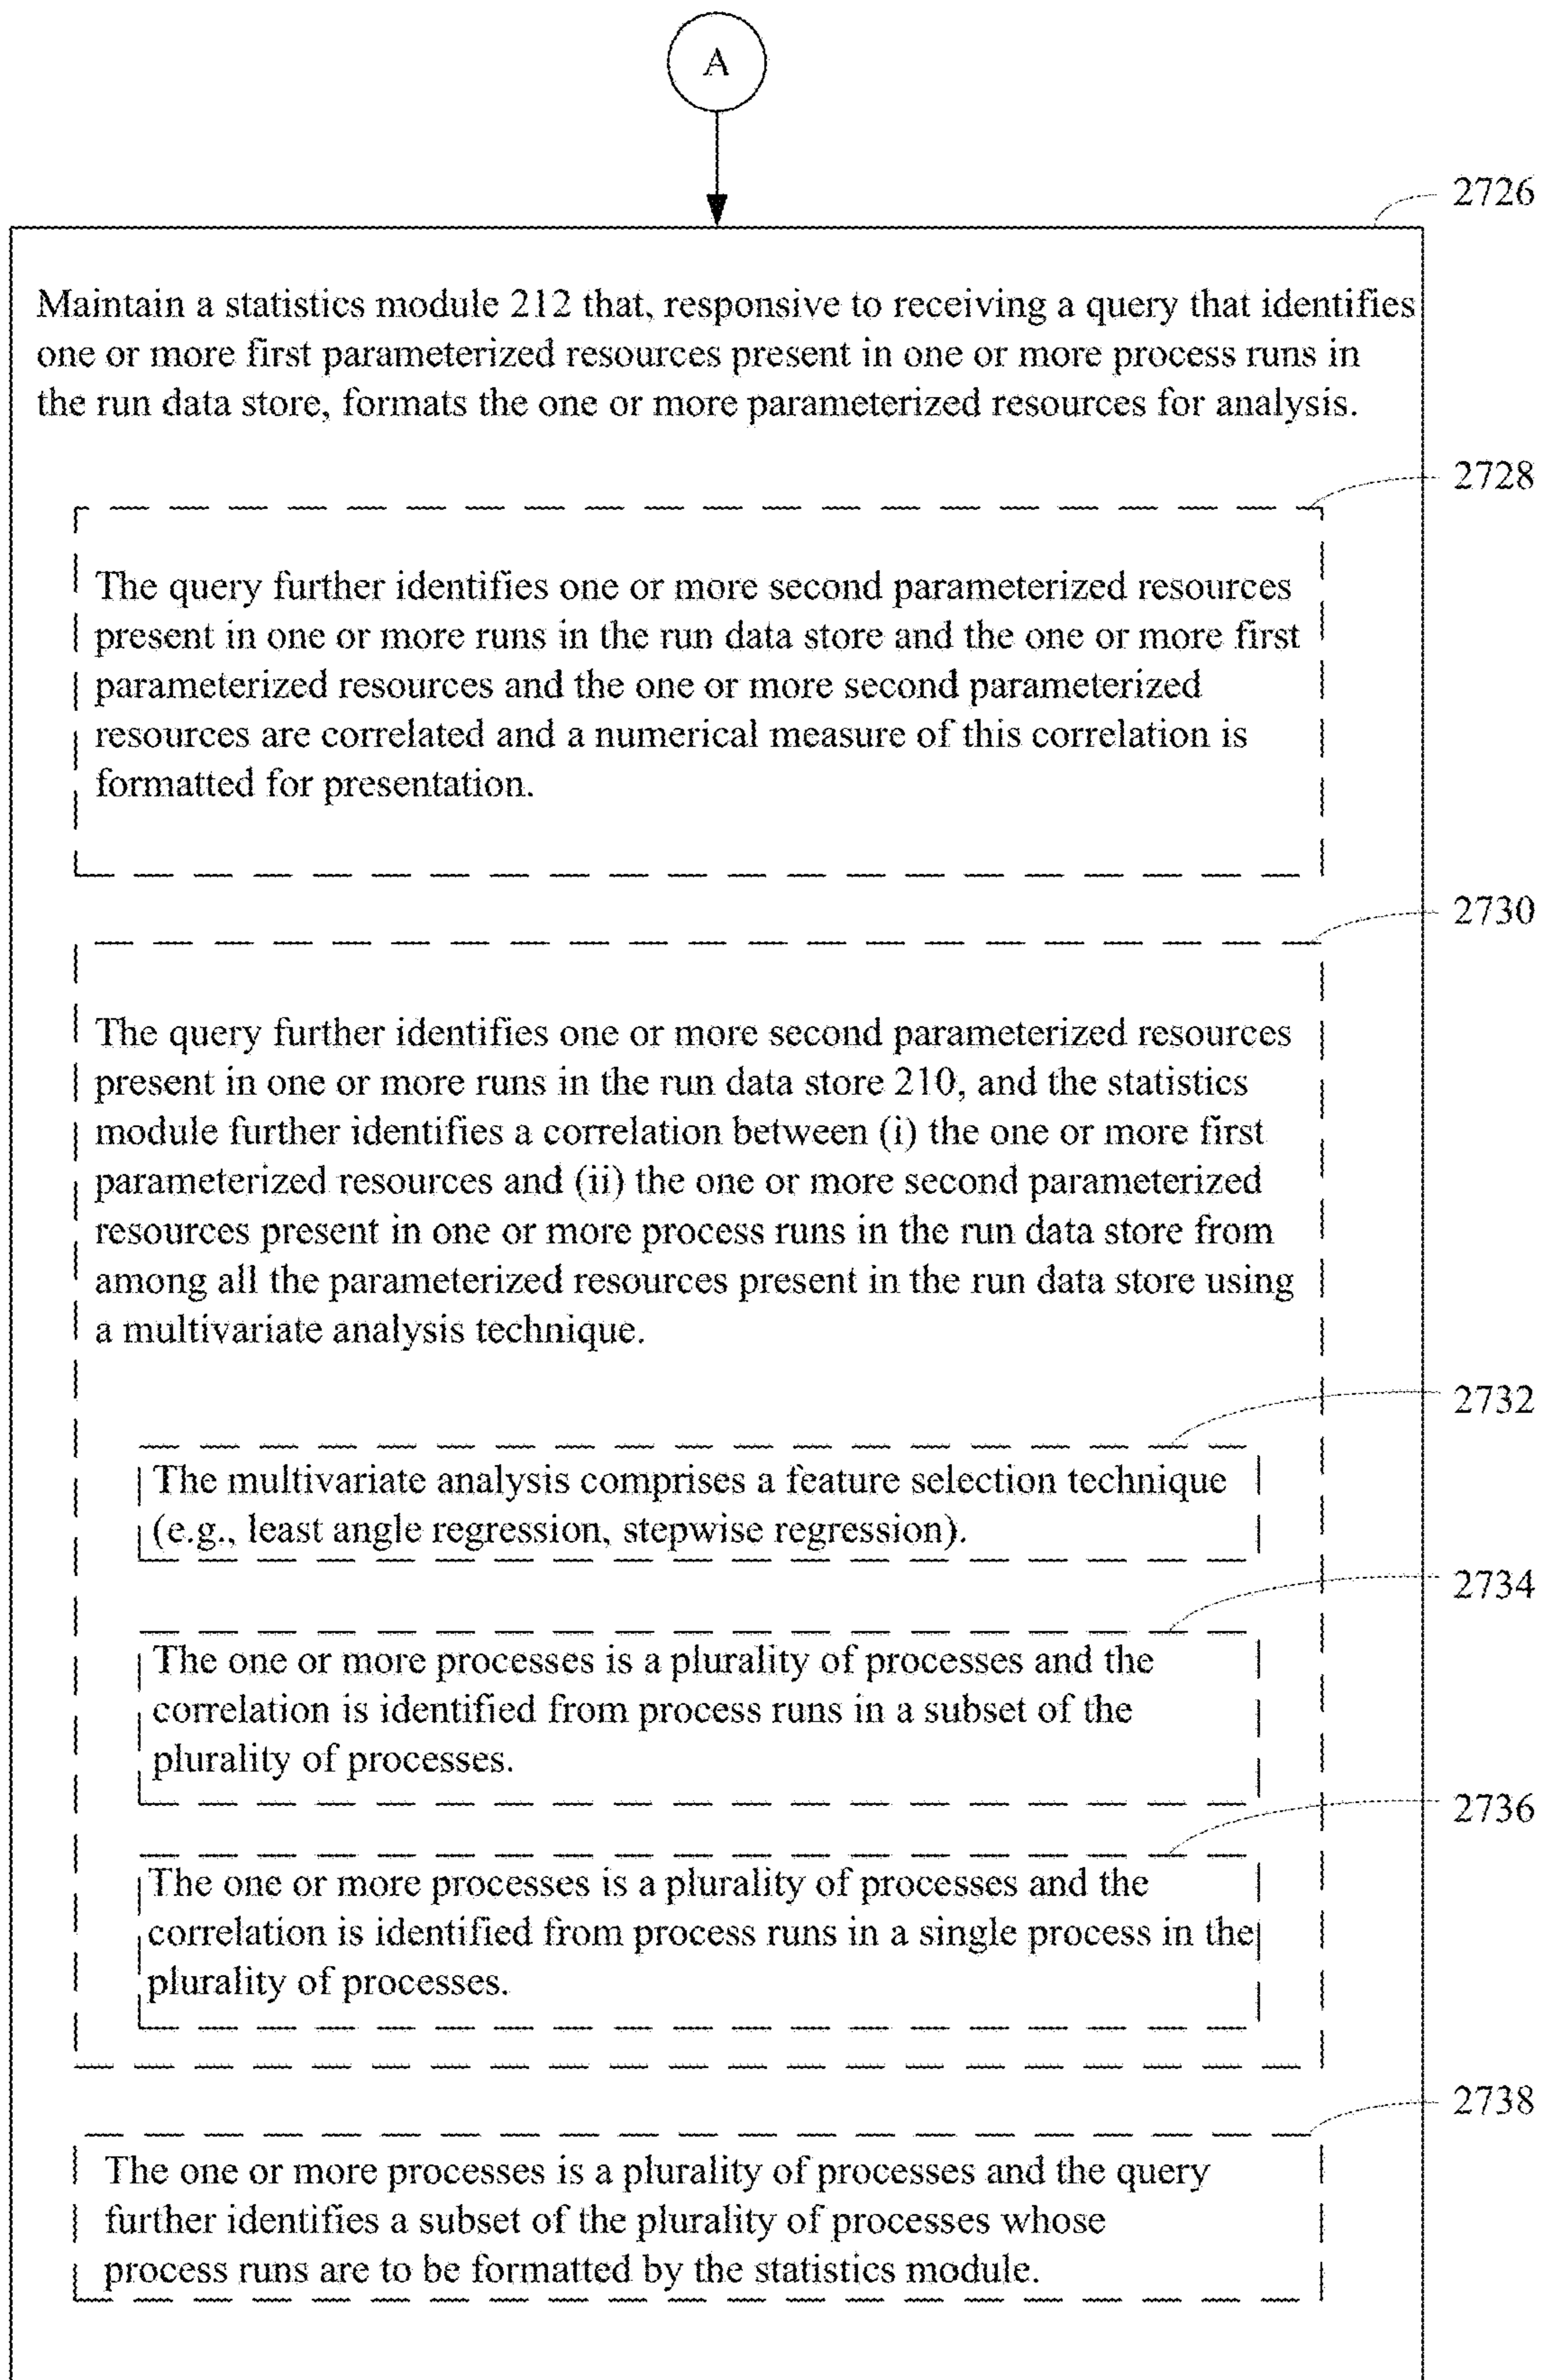 A
2726
Maintain a statistics module 212 that, responsive to receiving a query that identifies
one or more first parameterized resources present in one or more process runs in
the run data store, formats the one or more parameterized resources for analysis.
2728
The query further identifies one or more second parameterized resources
present in one or more runs in the run data store and the one or more first
parameterized resources and the one or more second parameterized
resources are correlated and a numerical measure of this correlation is
formatted for presentation.
2730
The query further identifies one or more second parameterized resources
present in one or more runs in the run data store 210, and the statistics
module further identifies a correlation between (i) the one or more first
parameterized resources and (ii) the one or more second parameterized
resources present in one or more process runs in the run data store from
among all the parameterized resources present in the run data store using
a multivariate analysis technique.
2732
The multivariate analysis comprises a feature selection technique
(e.g., least angle regression, stepwise regression).
2734
The one or more processes is a plurality of processes and the
correlation is identified from process runs in a subset of the
plurality of processes.
2736
The one or more processes is a plurality of processes and the
correlation is identified from process runs in a single process in the
plurality of processes.
2738
The one or more processes is a plurality of processes and the query
further identifies a subset of the plurality of processes whose
process runs are to be formatted by the statistics module.